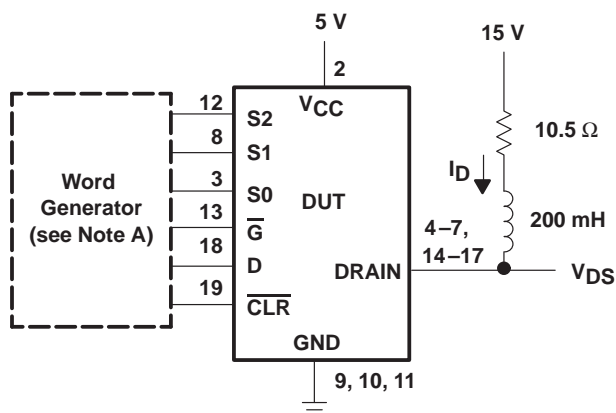 5 V
15 V
2
12
S2
VCC
10.5 Ω
8
S1
ID
Word
Generator
(see Note A)
3
S0
DUT
13
G
4–7,
14–17
200 mH
18
D
DRAIN
VDS
19
CLR
GND
9, 10, 11